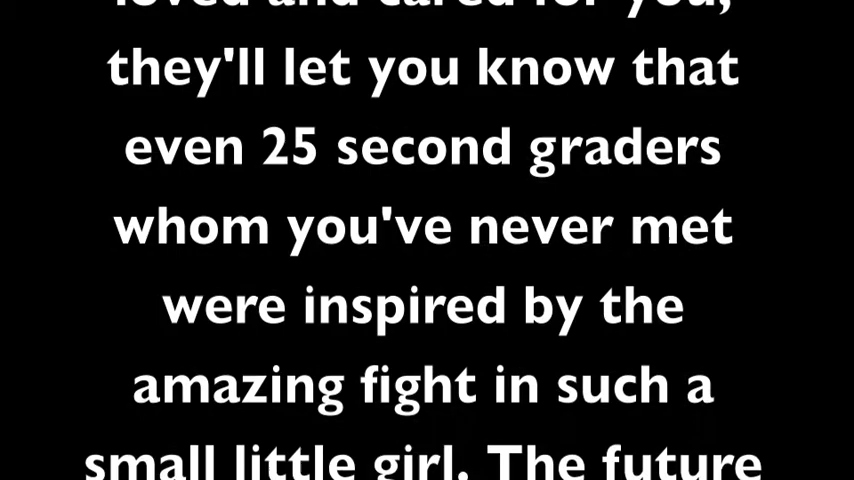 loved and cared for you,
they'll let you know that
even 25 second graders
whom you've never met
were inspired by the
amazing fight in such a
small little girl. The future